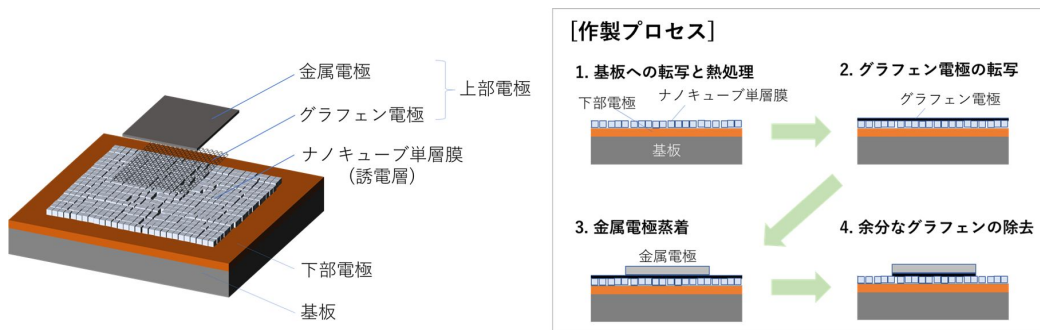 金属電極
上部電極
グラフェン電極
ナノキューブ単層膜
(誘電層)
下部電極
基板
[作製プロセス]
1. 基板への転写と熱処理
下部電極
ナノキューブ単層膜
基板
2. グラフェン電極の転写
グラフェン電極
3. 金属電極蒸着
金属電極
4. 余分なグラフェンの除去